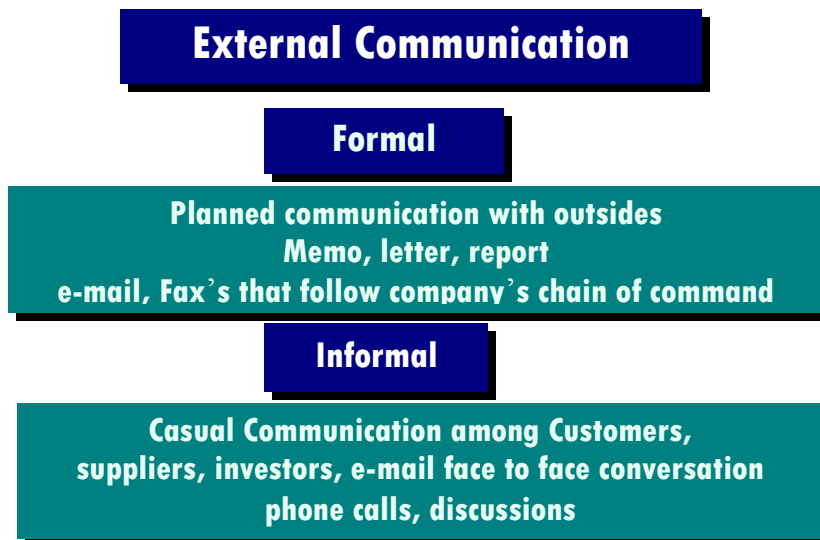 External Communication
Formal
Planned communication with outsides
Memo, letter, report
e-mail, Fax's that follow company's chain of command
Informal
Casual Communication among Customers,
suppliers, investors, e-mail face to face conversation
phone calls, discussions